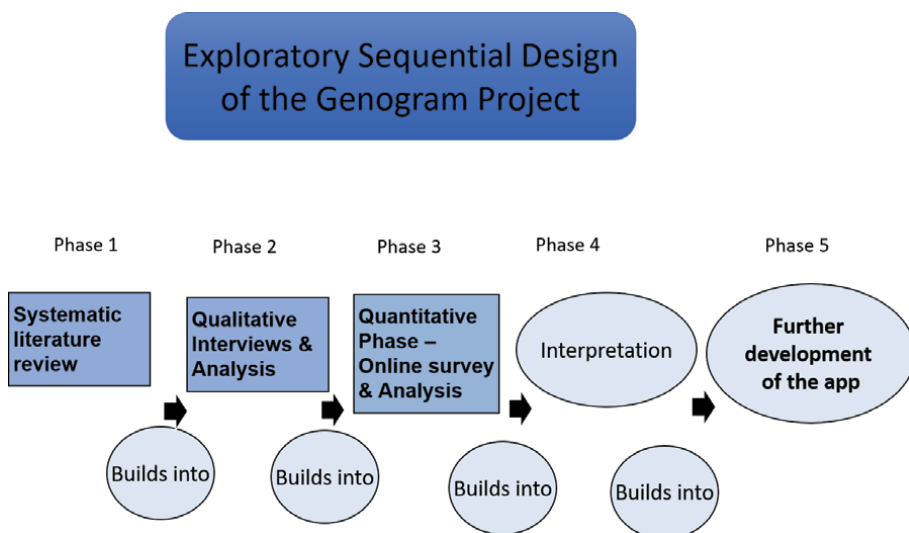 Exploratory Sequential Design
of the Genogram Project
Phase 1
Phase 2
Phase 3
Phase 4
Phase 5
Systematic
literature
review
Qualitative
Interviews &
Analysis
Quantitative
Phase –
Online survey
& Analysis
Interpretation
Further
development
of the app
Builds into
Builds into
Builds into
Builds into